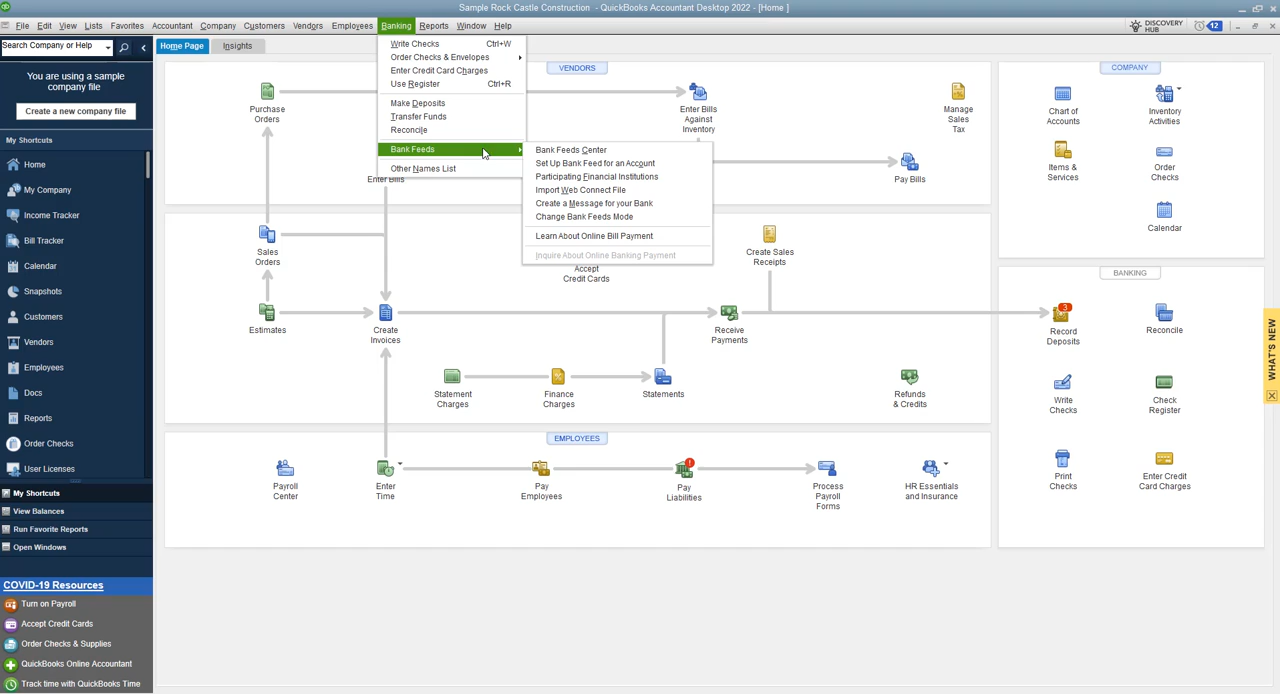 Sample Rock Castle Construction - QuickBooks Accountant Desktop 2022 - [Home ]
File Edit View Lists Favorites Accountant Company Customers Vendors Employees Banking Reports Window Help
DISCOVERY HUB
12
Search Company or Help
Home Page Insights
You are using a sample
company file
Create a new company file
My Shortcuts
Home
My Company
Income Tracker
Bill Tracker
Calendar
Snapshots
Customers
Vendors
Employees
Docs
Reports
Order Checks
User Licenses
My Shortcuts
View Balances
Run Favorite Reports
Open Windows
COVID-19 Resources
Turn on Payroll
Accept Credit Cards
Order Checks & Supplies
QuickBooks Online Accountant
Track time with QuickBooks Time
Write Checks Ctrl+W
Order Checks & Envelopes
Enter Credit Card Charges
Use Register Ctrl+R
Make Deposits
Transfer Funds
Reconcile
Bank Feeds
Other Names List
Bank Feeds Center
Set Up Bank Feed for an Account
Participating Financial Institutions
Import Web Connect File
Create a Message for your Bank
Change Bank Feeds Mode
Learn About Online Bill Payment
Inquire About Online Banking Payment
VENDORS
Purchase
Orders
Enter Bills
Against
Inventory
Manage
Sales
Tax
Enter Bills
Pay Bills
Sales
Orders
Accept
Credit Cards
Create Sales
Receipts
Estimates
Create
Invoices
Receive
Payments
Statement
Charges
Finance
Charges
Statements
Refunds
& Credits
EMPLOYEES
Payroll
Center
Enter
Time
Pay
Employees
Pay
Liabilities
Process
Payroll
Forms
HR Essentials
and Insurance
COMPANY
Chart of
Accounts
Inventory
Activities
Items &
Services
Order
Checks
Calendar
BANKING
3
Record
Deposits
Reconcile
Write
Checks
Check
Register
Print
Checks
Enter Credit
Card Charges
WHAT'S NEW